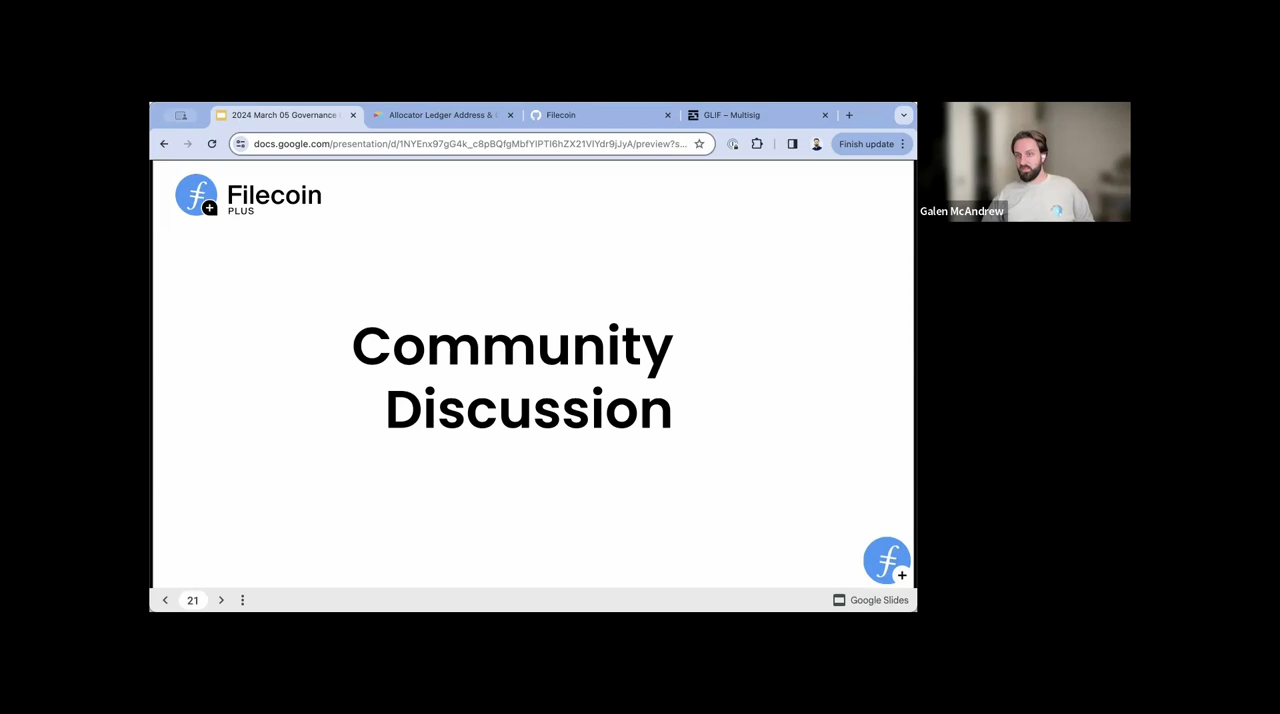 2024 March 05 Governance
Allocator Ledger Address &
Filecoin
GLIF – Multisig
docs.google.com/presentation/d/1NYEnx97gG4k_c8pBQfgMbfYIPTI6hZX21VIYdr9jJyA/preview?s...
Finish update
Filecoin
PLUS
Galen McAndrew
Community
Discussion
21
Google Slides